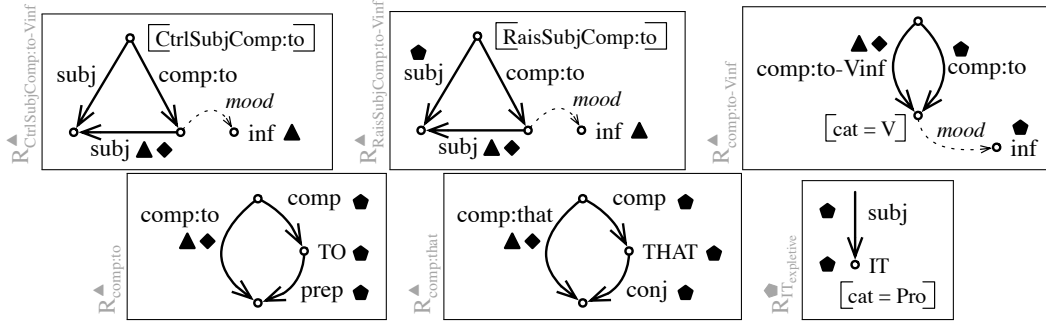 R▲CtrlSubjComp:to-Vinf
CtrlSubjComp:to
subj
comp:to
mood
inf ▲
subj ▲ ◆
R▲RaisSubjComp:to-Vinf
RaisSubjComp:to
subj
comp:to
mood
inf ▲
subj ▲ ◆
R▲comp:to-Vinf
comp:to-Vinf
comp:to
[cat = V]
mood
inf
R▲comp:to
comp:to
comp
TO
prep
R▲comp:that
comp:that
comp
THAT
conj
R⬟ITexpletive
subj
IT
[cat = Pro]